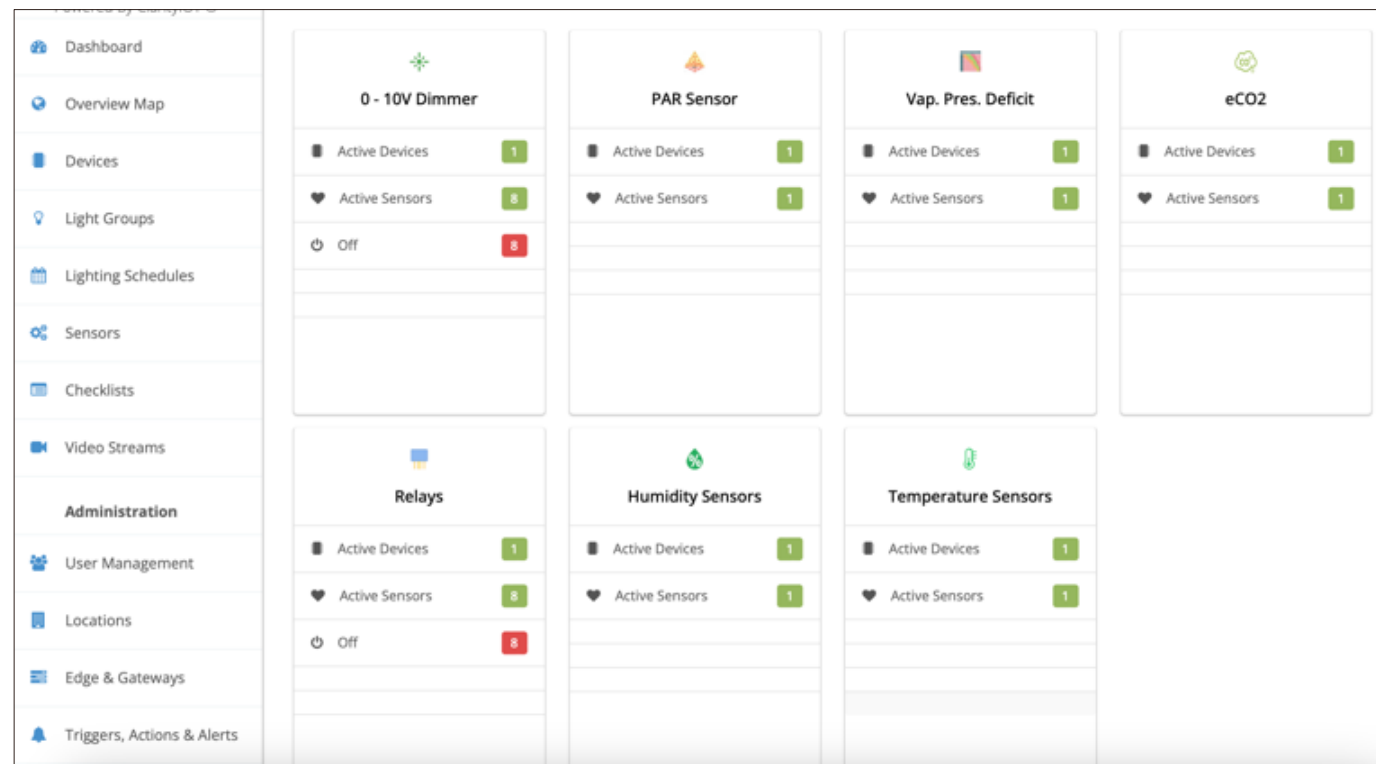 Dashboard
Overview Map
Devices
Light Groups
Lighting Schedules
Sensors
Checklists
Video Streams
Administration
User Management
Locations
Edge & Gateways
Triggers, Actions & Alerts
0 - 10V Dimmer
Active Devices 1
Active Sensors 8
Off 8
PAR Sensor
Active Devices 1
Active Sensors 1
Vap. Pres. Deficit
Active Devices 1
Active Sensors 1
eCO2
Active Devices 1
Active Sensors 1
Relays
Active Devices 1
Active Sensors 8
Off 8
%
Humidity Sensors
Active Devices 1
Active Sensors 1
Temperature Sensors
Active Devices 1
Active Sensors 1